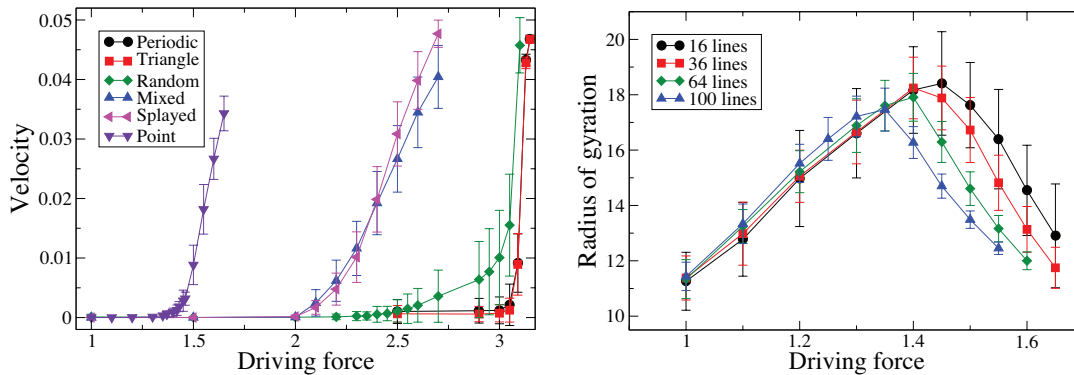 0.05
0.04
0.03
0.02
0.01
0
Velocity
Periodic
Triangle
Random
Mixed
Splayed
Point
1
1.5
2
2.5
3
Driving force
20
18
16
14
12
10
Radius of gyration
16 lines
36 lines
64 lines
100 lines
1
1.2
1.4
1.6
Driving force